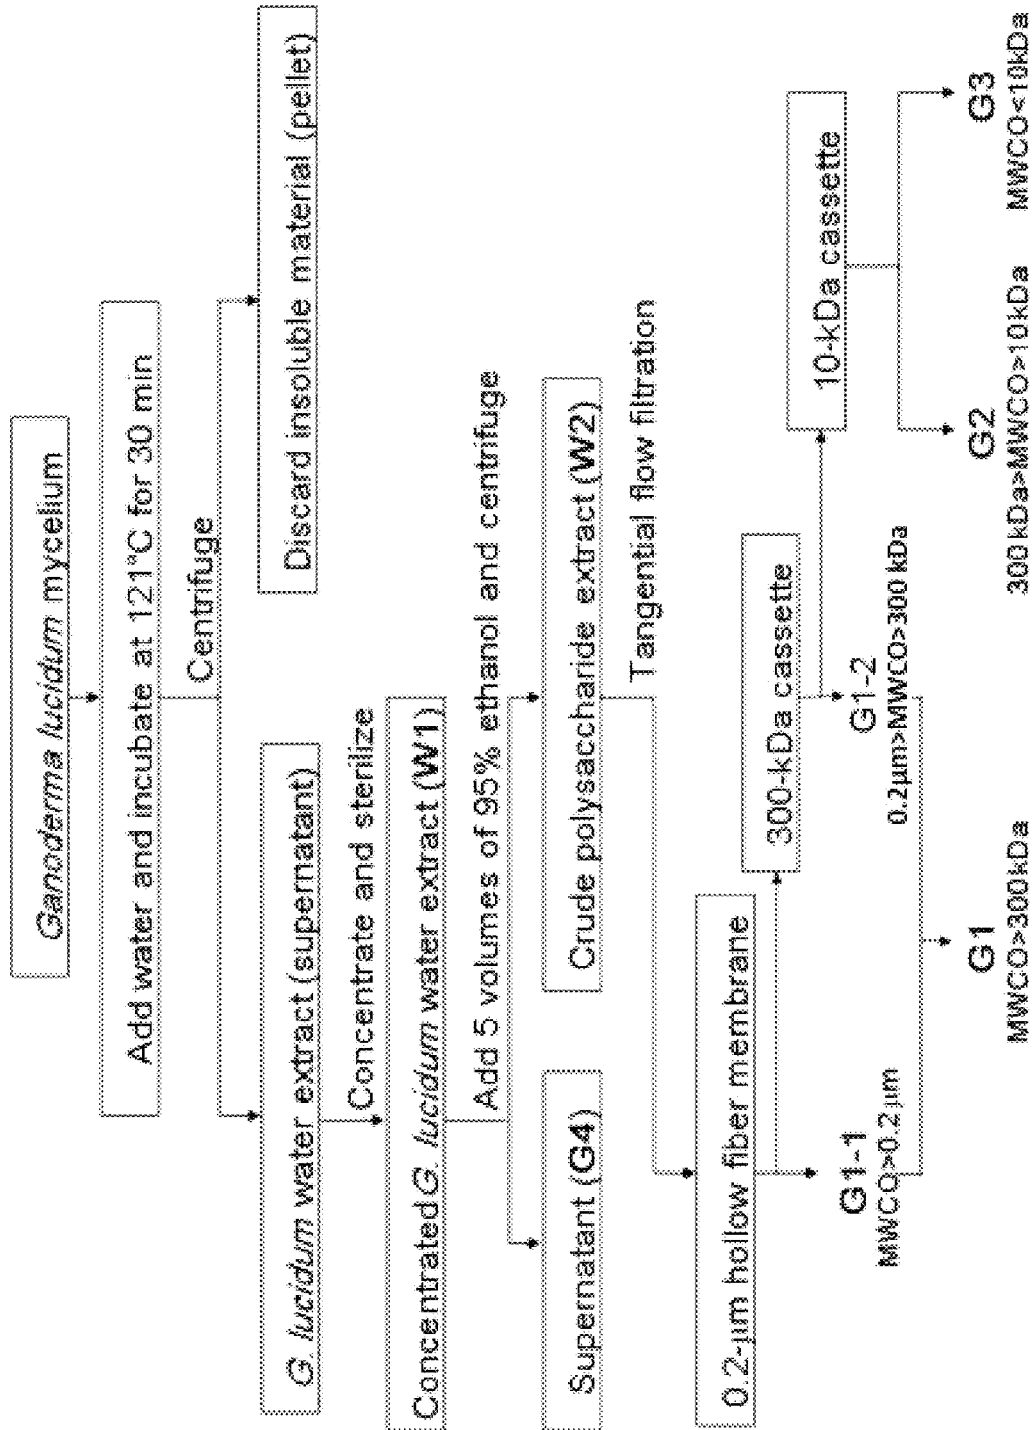 Ganoderma lucidum mycelium
Add water and incubate at 121°C for 30 min
Centrifuge
G. lucidum water extract (supernatant)
Discard insoluble material (pellet)
Concentrate and sterilize
Concentrated G. lucidum water extract (W1)
Add 5 volumes of 95% ethanol and centrifuge
Supernatant (G4)
Crude polysaccharide extract (W2)
Tangential flow filtration
0.2-μm hollow fiber membrane
300-kDa cassette
10-kDa cassette
G1-1
MWCO>0.2 μm
G1-2
0.2μm>MWCO>300 kDa
G1
MWCO>300kDa
G2
300 kDa>MWCO>10kDa
G3
MWCO<10kDa